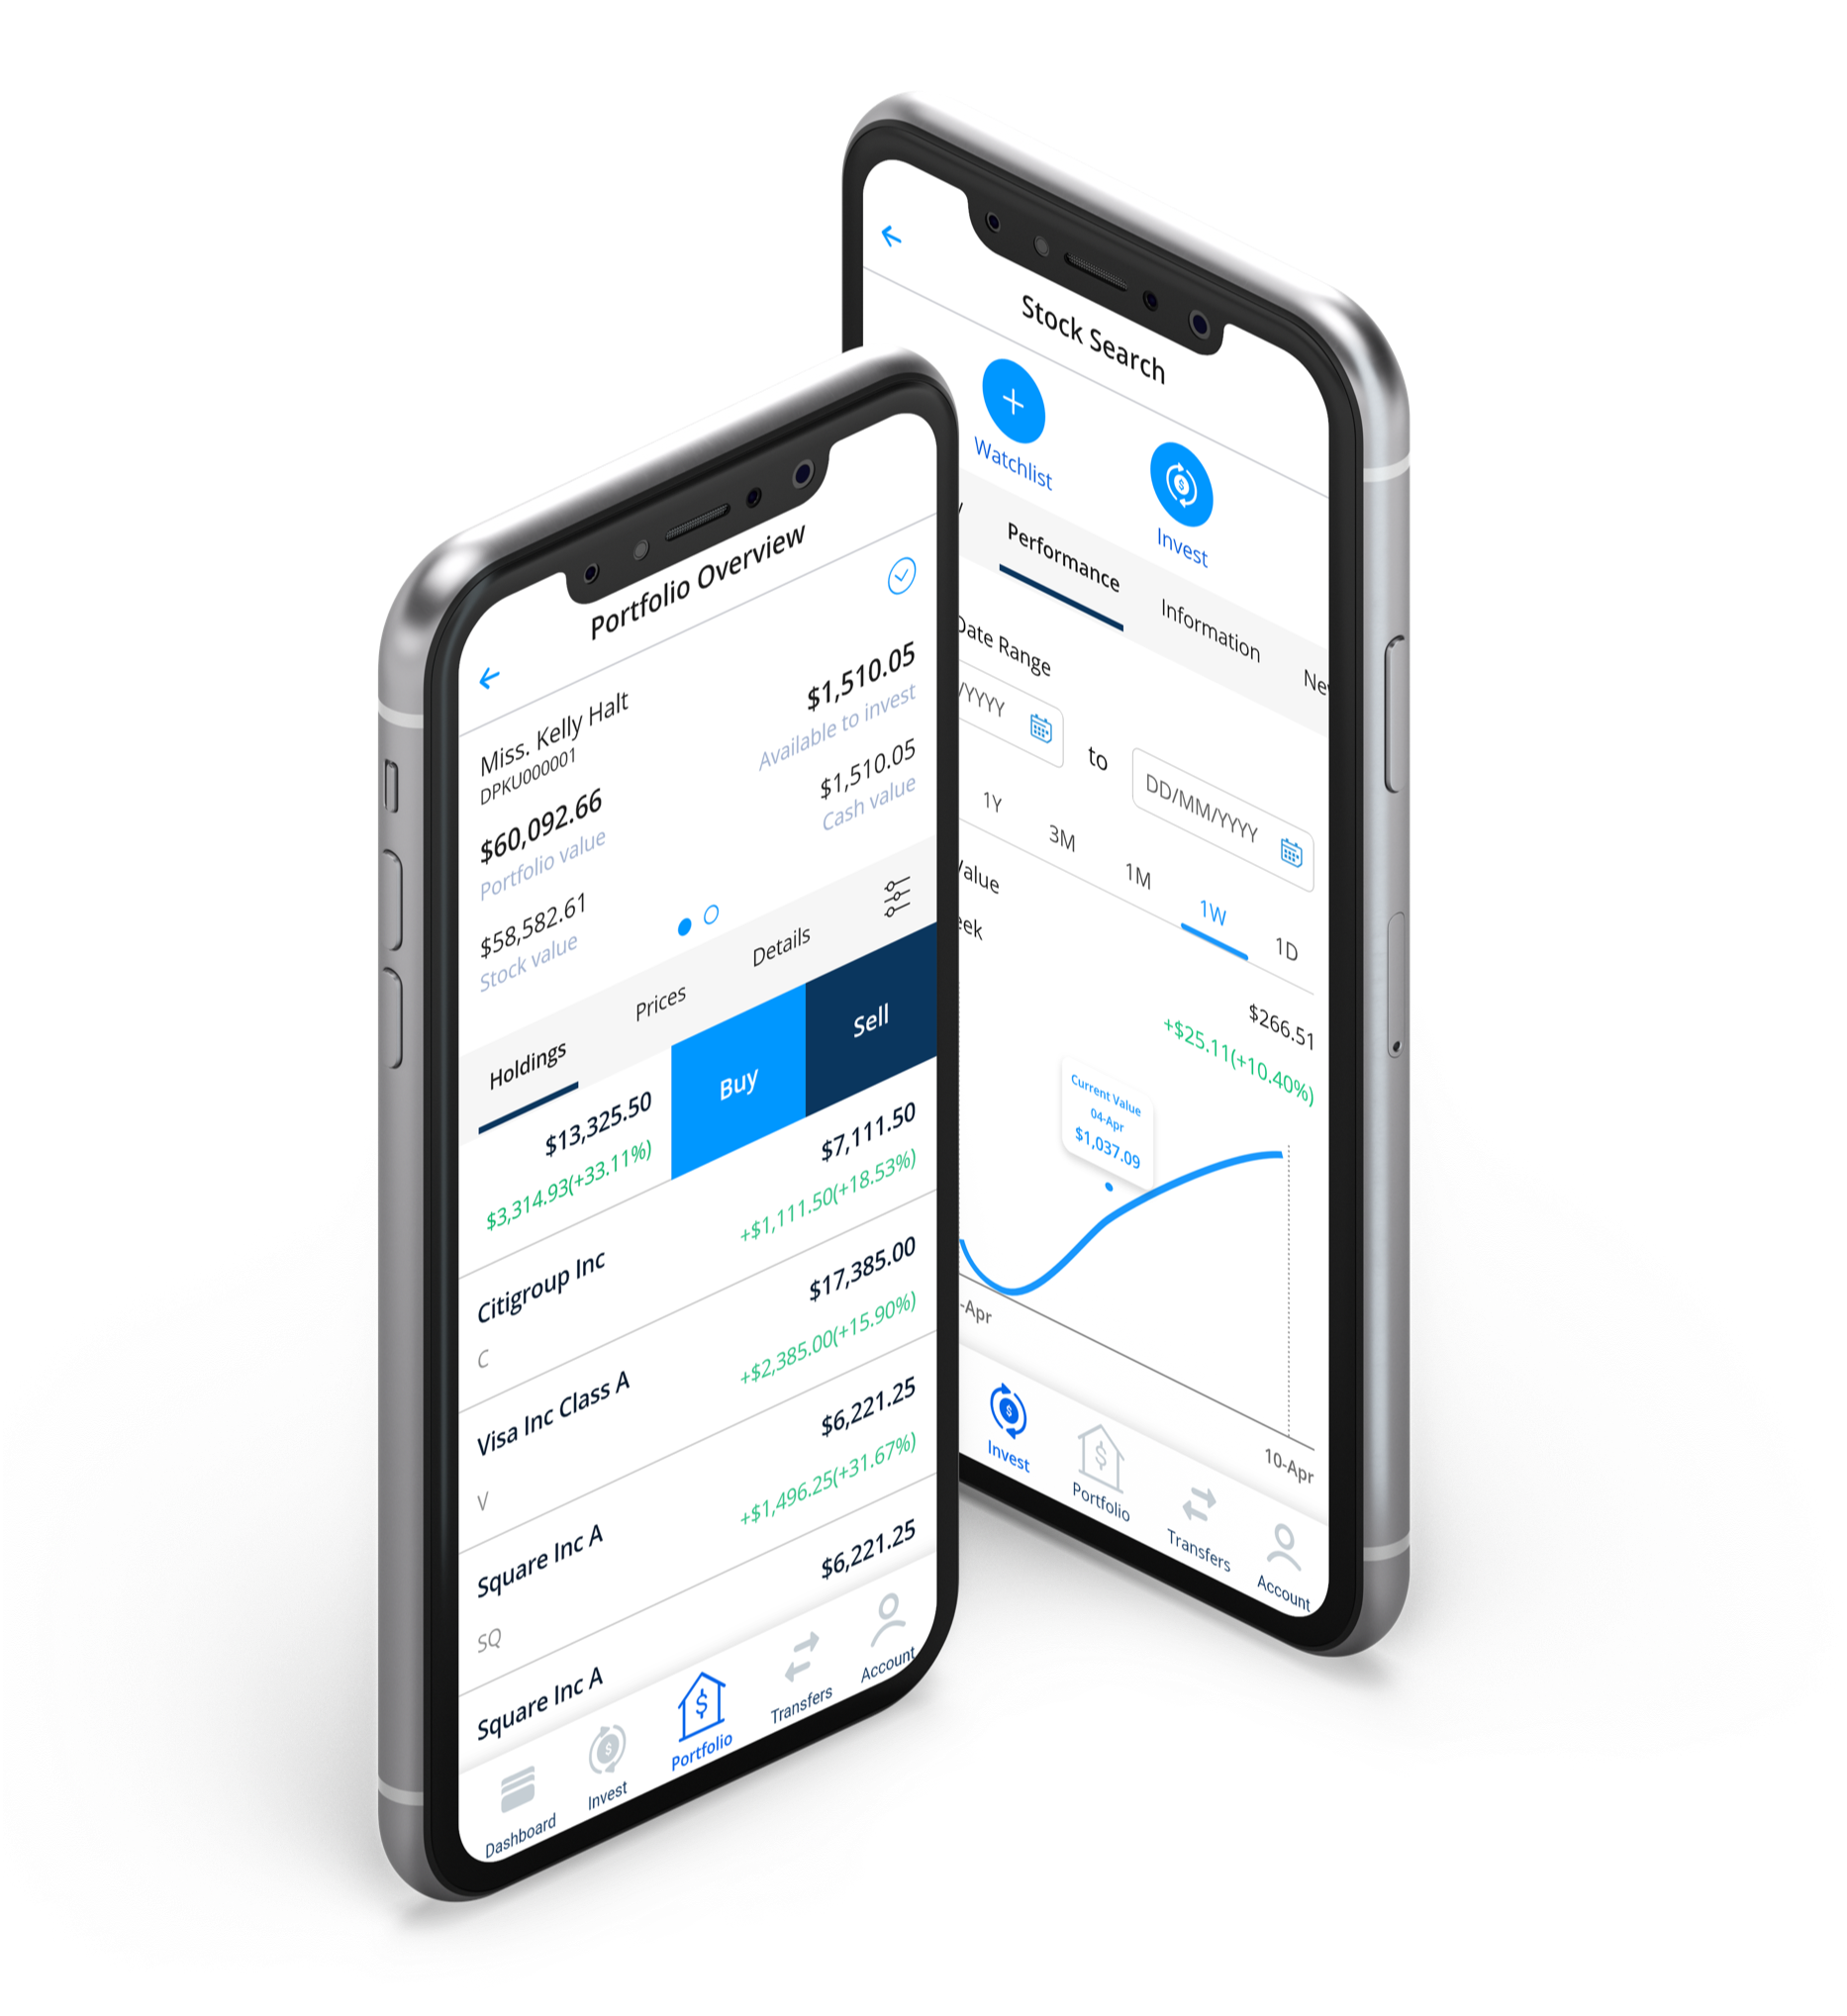 Portfolio Overview
Miss. Kelly Halt
DPKU000001
$60,092.66
Portfolio value
$58,582.61
Stock value
$1,510.05
Available to invest
$1,510.05
Cash value
Holdings
Prices
Details
$13,325.50
$3,314.93(+33.11%)
Buy
Sell
Citigroup Inc
C
$7,111.50
+$1,111.50(+18.53%)
Visa Inc Class A
V
$17,385.00
+$2,385.00(+15.90%)
Square Inc A
SQ
$6,221.25
+$1,496.25(+31.67%)
Square Inc A
$6,221.25
Dashboard
Invest
Portfolio
Transfers
Account
Stock Search
Watchlist
Invest
Performance
Information
Date Range
/YYYY
to
DD/MM/YYYY
1Y
3M
1M
1W
1D
$266.51
+$25.11(+10.40%)
Current Value
04-Apr
$1,037.09
-Apr
10-Apr
Invest
Portfolio
Transfers
Account